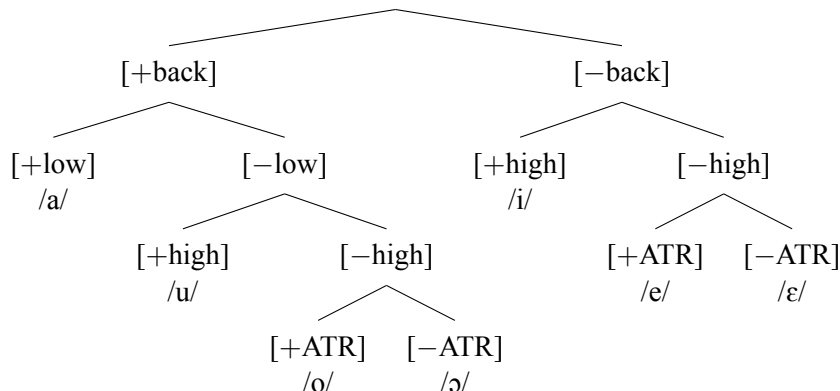 [+back] [−back]
[+low] [−low] [+high] [−high]
/a/ /i/
[+high] [−high] [+ATR] [−ATR]
/u/ /e/ /ɛ/
[+ATR] [−ATR]
/o/ /ɔ/